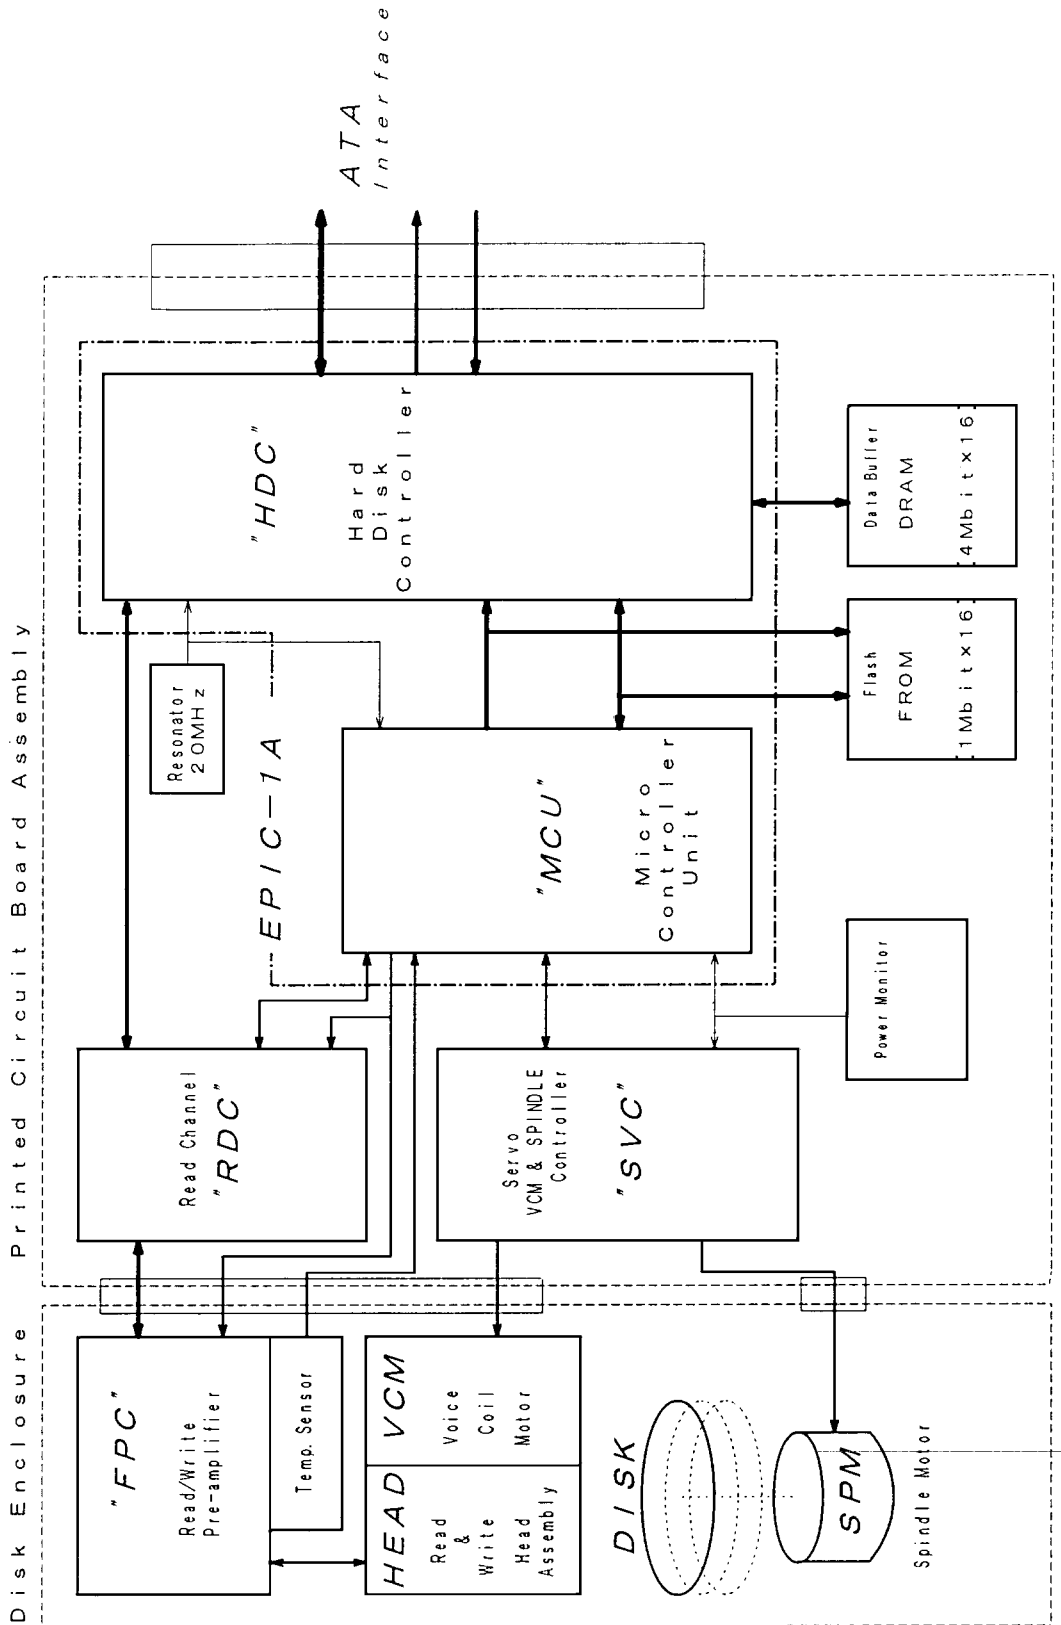 Disk Enclosure
Printed Circuit Board Assembly
"FPC"
Read/Write
Pre-amplifier
Temp. Sensor
HEAD
Read
&
Write
Head
Assembly
VCM
Voice
Coil
Motor
DISK
SPM
Spindle Motor
Read Channel
"RDC"
Servo
VCM & SPINDLE
Controller
"SVC"
Power Monitor
Resonator
20MHz
EPIC-1A
"MCU"
Micro
Controller
Unit
Flash
FROM
1Mbit×16
"HDC"
Hard
Disk
Controller
Data Buffer
DRAM
4Mbit×16
ATA
Interface